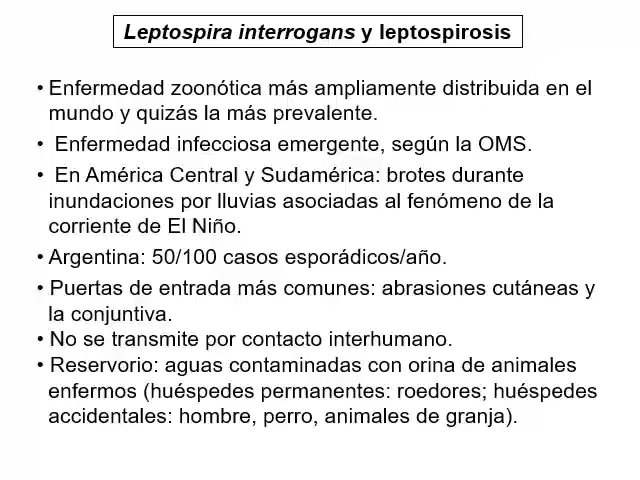 Leptospira interrogans y leptospirosis
• Enfermedad zoonótica más ampliamente distribuida en el
mundo y quizás la más prevalente.
• Enfermedad infecciosa emergente, según la OMS.
• En América Central y Sudamérica: brotes durante
inundaciones por lluvias asociadas al fenómeno de la
corriente de El Niño.
• Argentina: 50/100 casos esporádicos/año.
• Puertas de entrada más comunes: abrasiones cutáneas y
la conjuntiva.
• No se transmite por contacto interhumano.
• Reservorio: aguas contaminadas con orina de animales
enfermos (huéspedes permanentes: roedores; huéspedes
accidentales: hombre, perro, animales de granja).